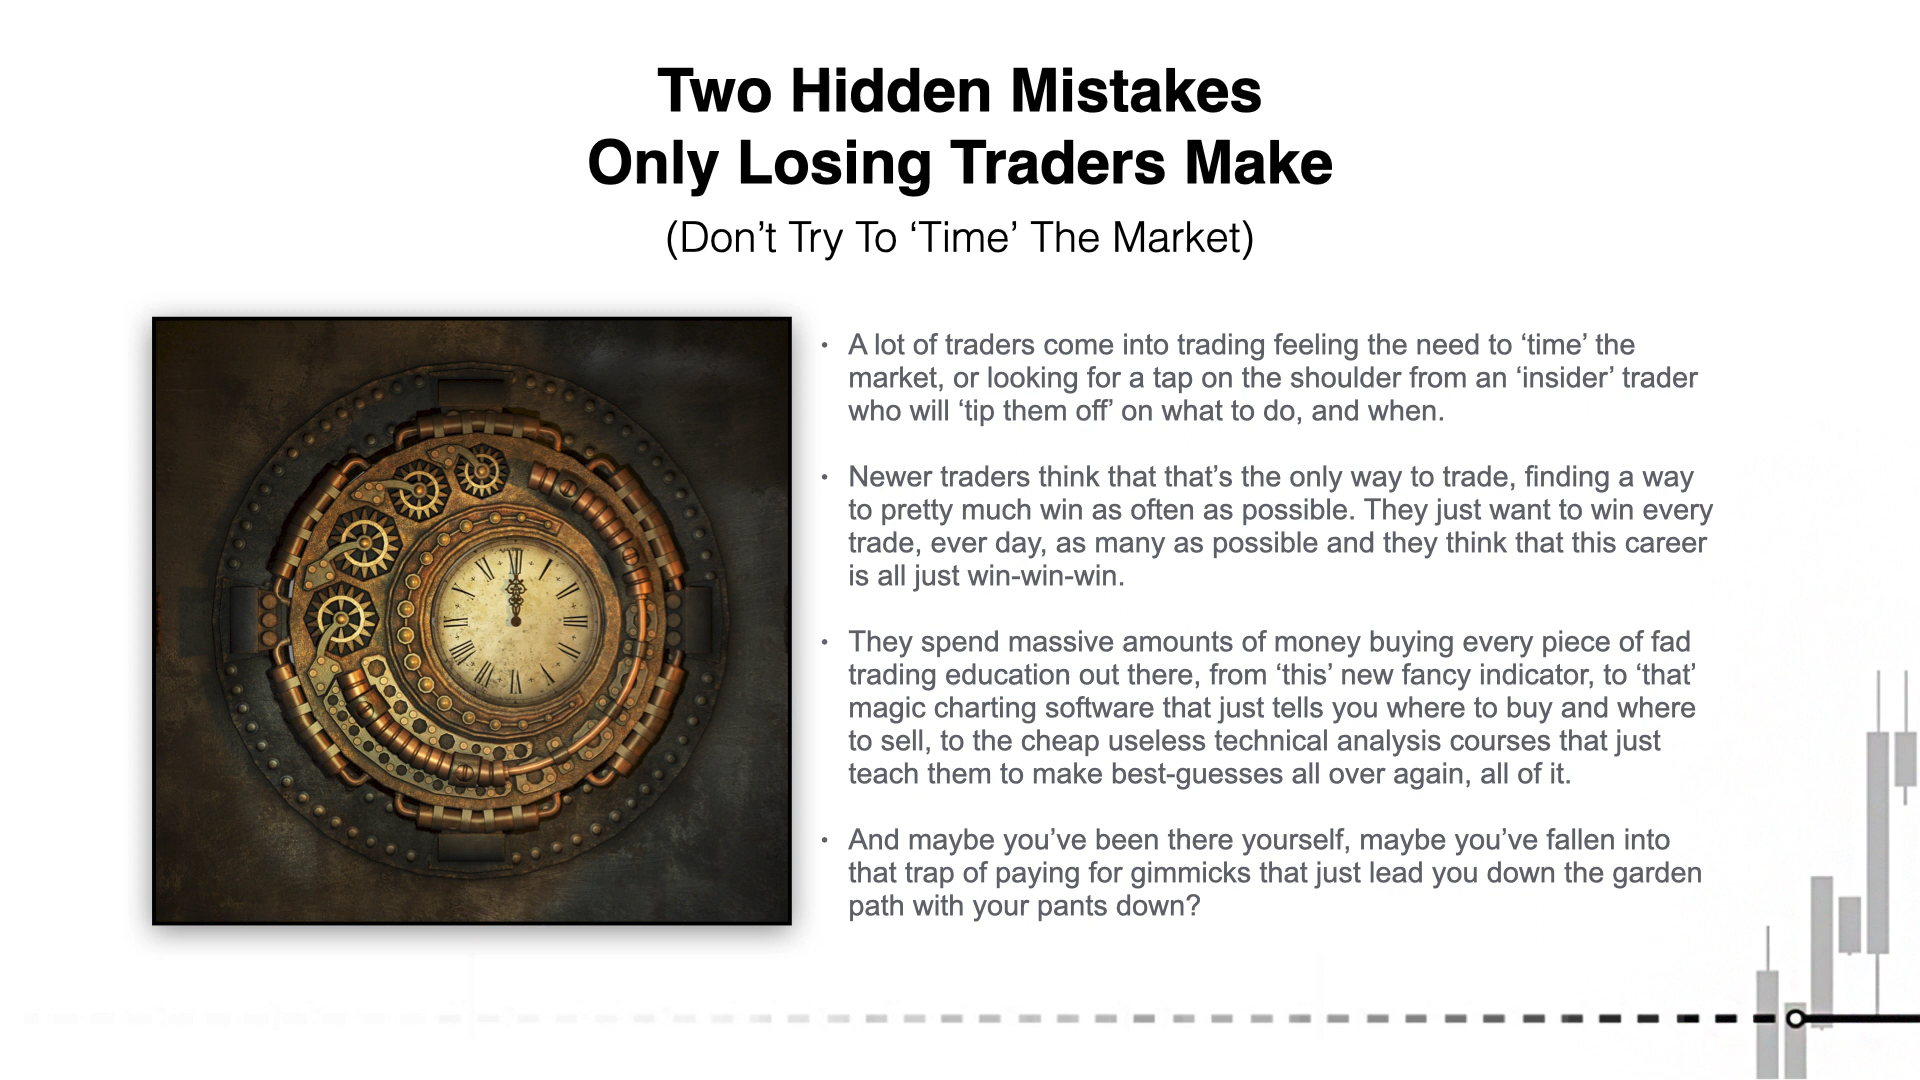 Two Hidden Mistakes
Only Losing Traders Make
(Don’t Try To ‘Time’ The Market)
• A lot of traders come into trading feeling the need to ‘time’ the
market, or looking for a tap on the shoulder from an ‘insider’ trader
who will ‘tip them off’ on what to do, and when.
• Newer traders think that that’s the only way to trade, finding a way
to pretty much win as often as possible. They just want to win every
trade, ever day, as many as possible and they think that this career
is all just win-win-win.
• They spend massive amounts of money buying every piece of fad
trading education out there, from ‘this’ new fancy indicator, to ‘that’
magic charting software that just tells you where to buy and where
to sell, to the cheap useless technical analysis courses that just
teach them to make best-guesses all over again, all of it.
• And maybe you’ve been there yourself, maybe you’ve fallen into
that trap of paying for gimmicks that just lead you down the garden
path with your pants down?